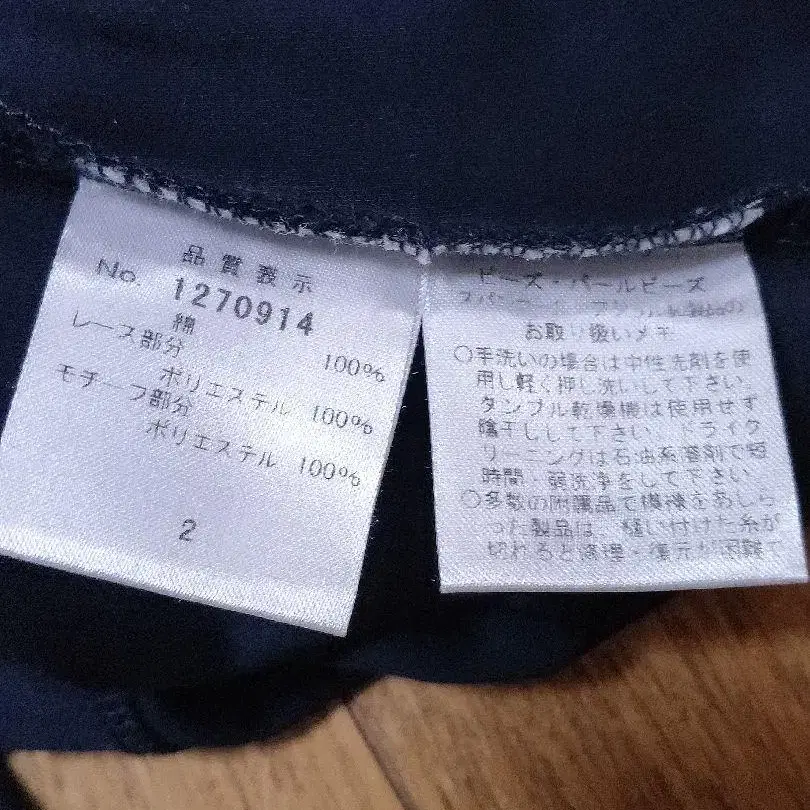 品質表示
No. 1270914
綿
100%
レース部分
ポリエステル 100%
モチーフ部分
ポリエステル 100%
2
ビーズ・パールビーズ
お取り扱いメモ
○手洗いの場合は中性洗剤を使
用し軽く押し洗いして下さい。
タンブル乾燥機は使用せず
陰干しして下さい。ドライク
リーニングは石油系溶剤で短
時間・弱洗浄をして下さい。
○多数の附属品で模様をあしら
った製品は、縫い付けた糸が
切れると修理・復元が困難で